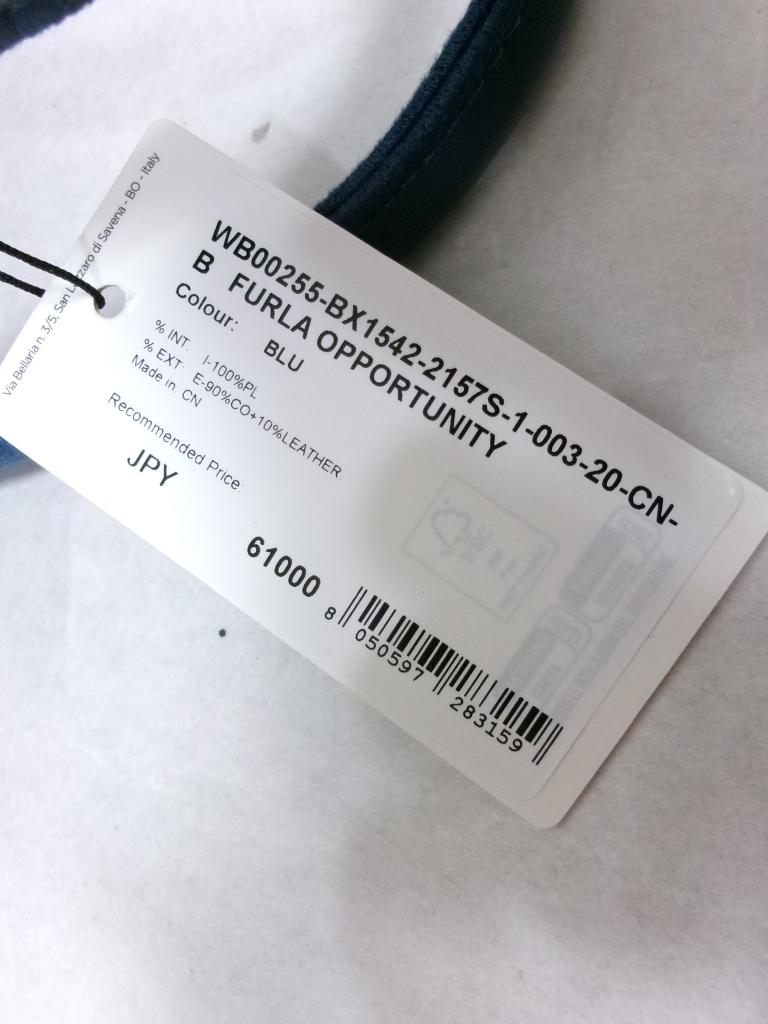 Via Bellaria n. 3/5, San Lazzaro di Savena - BO - Italy
WB00255-BX1542-2157S-1-003-20-CN-
B FURLA OPPORTUNITY
Colour: BLU
% INT. I-100%PL
% EXT. E-90%CO+10%LEATHER
Made in. CN
Recommended Price:
JPY 61000
8 050597 283159